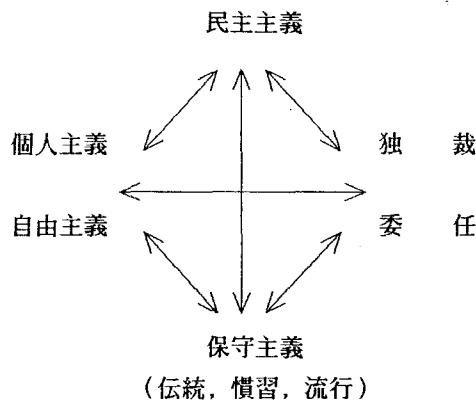 民主主義
個人主義 独 裁
自由主義 委 任
保守主義
(伝統,慣習,流行)